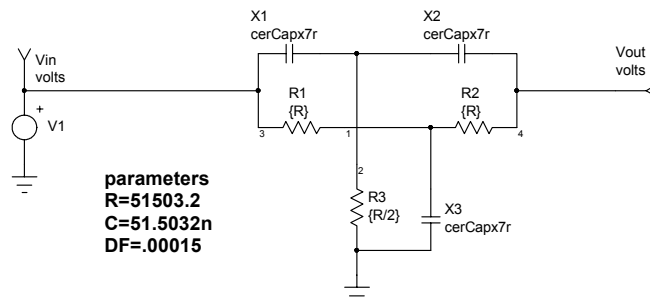 X1
cerCapx7r
X2
cerCapx7r
Vin
volts
Vout
volts
R1
{R}
R2
{R}
+
V1
3
1
4
2
R3
{R/2}
X3
cerCapx7r
parameters
R=51503.2
C=51.5032n
DF=.00015